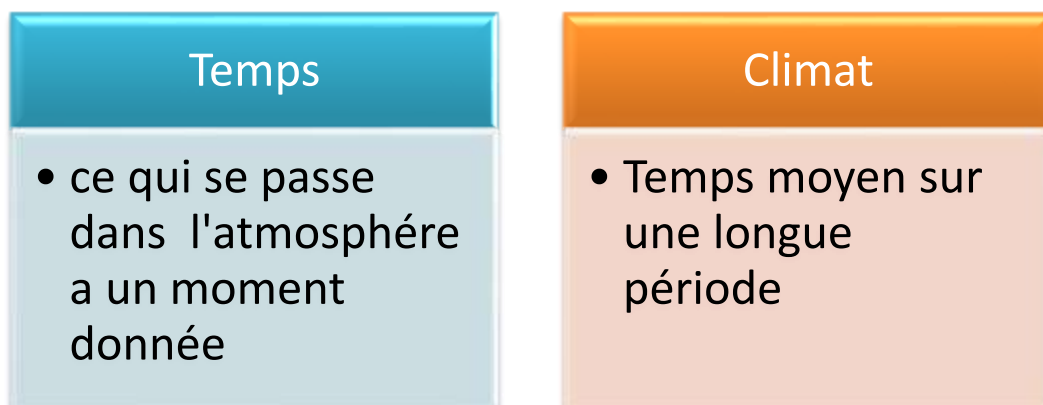 Temps
• ce qui se passe
dans  l'atmosphére
a un moment
donnée
Climat
• Temps moyen sur
une longue
période